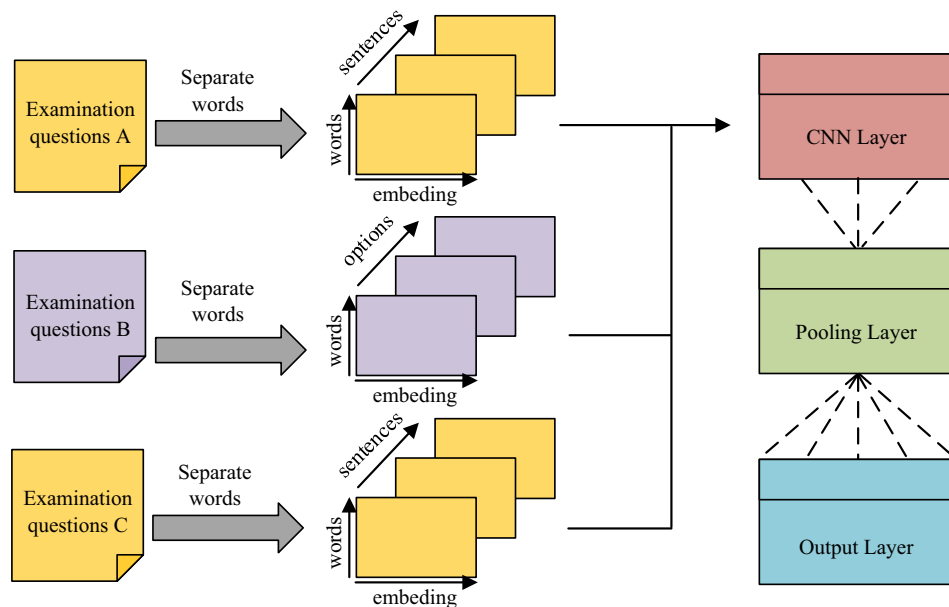 Examination
questions A
Separate
words
sentences
words
embeding
CNN Layer
Examination
questions B
Separate
words
options
words
embeding
Pooling Layer
Examination
questions C
Separate
words
sentences
words
embeding
Output Layer